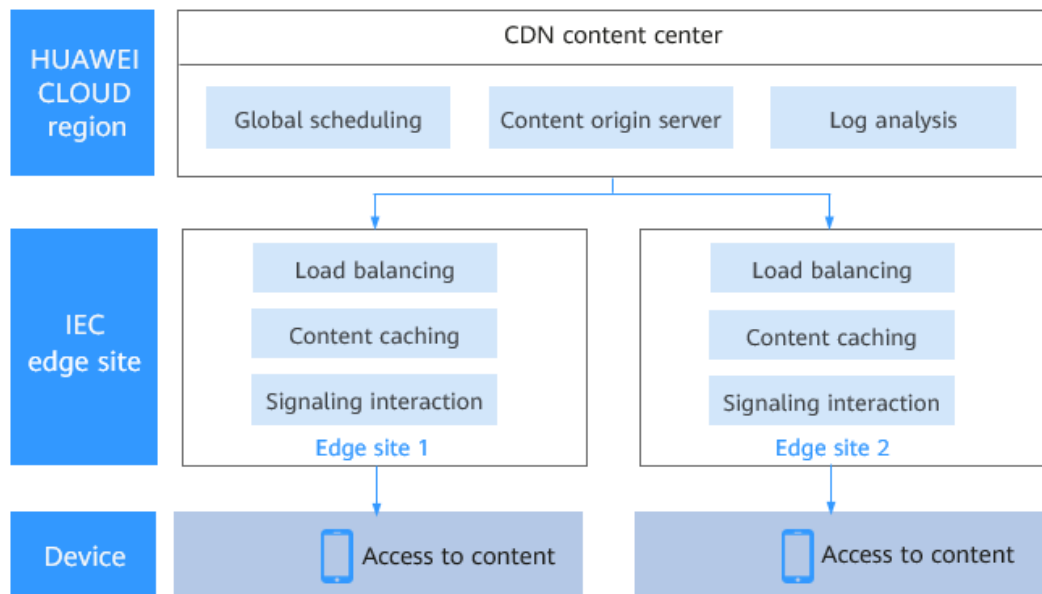 HUAWEI
CLOUD
region
CDN content center
Global scheduling
Content origin server
Log analysis
IEC
edge site
Load balancing
Content caching
Signaling interaction
Edge site 1
Load balancing
Content caching
Signaling interaction
Edge site 2
Device
Access to content
Access to content